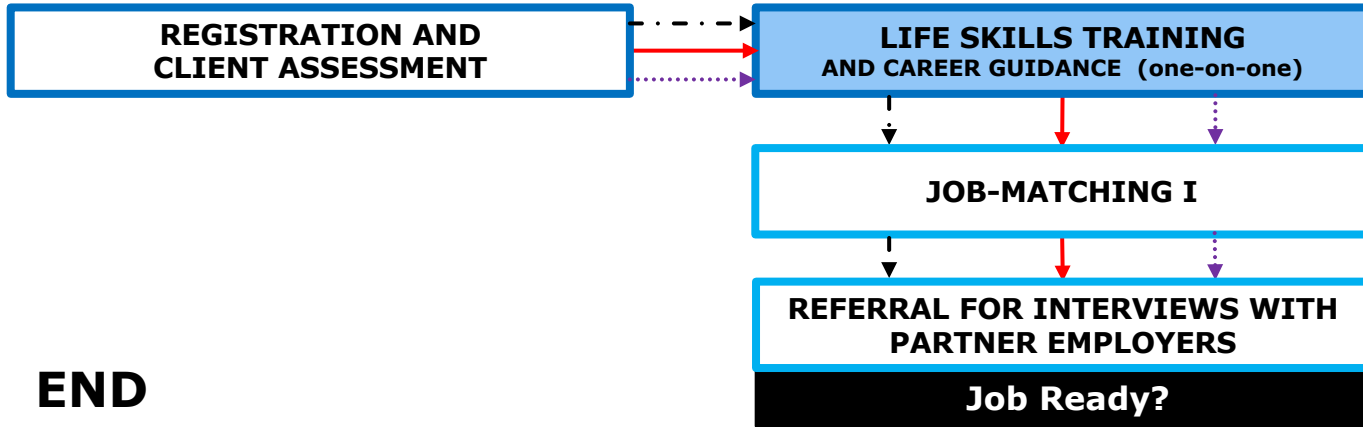 REGISTRATION AND
CLIENT ASSESSMENT
LIFE SKILLS TRAINING
AND CAREER GUIDANCE (one-on-one)
JOB-MATCHING I
REFERRAL FOR INTERVIEWS WITH
PARTNER EMPLOYERS
END
Job Ready?